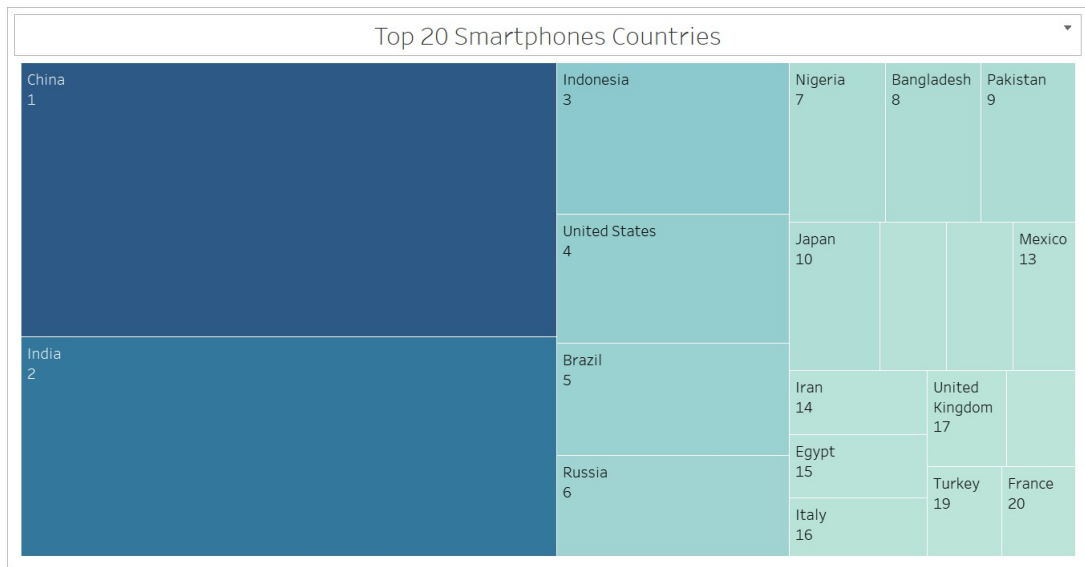 Top 20 Smartphones Countries
China
1
India
2
Indonesia
3
United States
4
Brazil
5
Russia
6
Nigeria
7
Bangladesh
8
Pakistan
9
Japan
10
Mexico
13
Iran
14
Egypt
15
Italy
16
United
Kingdom
17
Turkey
19
France
20